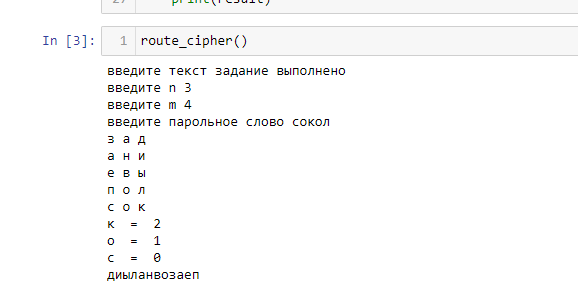 27 print(result)
In [3]: 1 route_cipher()
введите текст задание выполнено
введите n 3
введите m 4
введите парольное слово сокол
з а д
а н и
е в ы
п о л
с о к
к = 2
о = 1
с = 0
диыланвозаеп